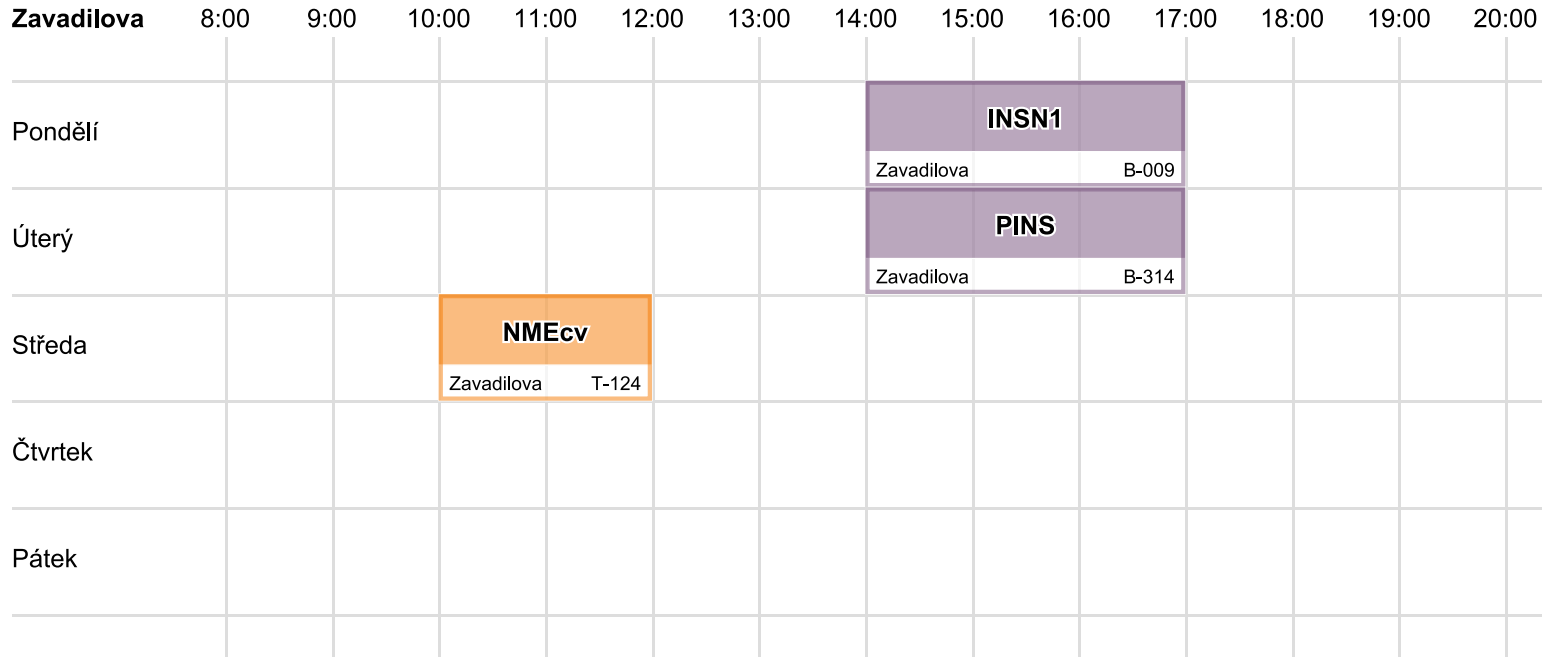 Zavadilova 8:00 9:00 10:00 11:00 12:00 13:00 14:00 15:00 16:00 17:00 18:00 19:00 20:00
Pondělí
INSN1
Zavadilova B-009
Úterý
PINS
Zavadilova B-314
Středa
NMEcv
Zavadilova T-124
Čtvrtek
Pátek